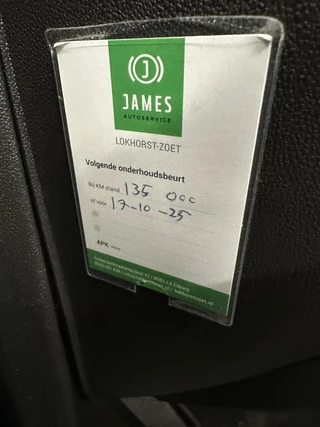 JAMES
AUTOSERVICE
LOKHORST-ZOET
Volgende onderhoudsbeurt
Bij KM stand 135 000
of vóór 17-10-25
APK